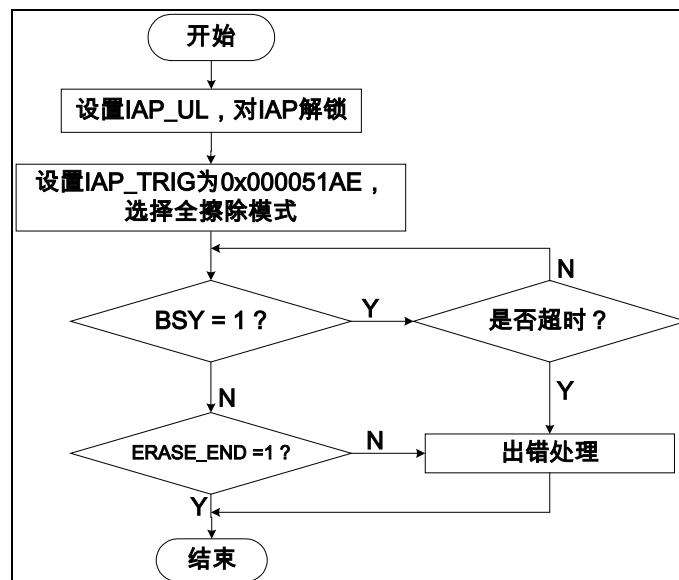 开始
设置IAP_UL，对IAP解锁
设置IAP_TRIG为0x000051AE，
选择全擦除模式
N
BSY = 1？
Y
是否超时？
N
Y
ERASE_END =1？
N
出错处理
Y
结束